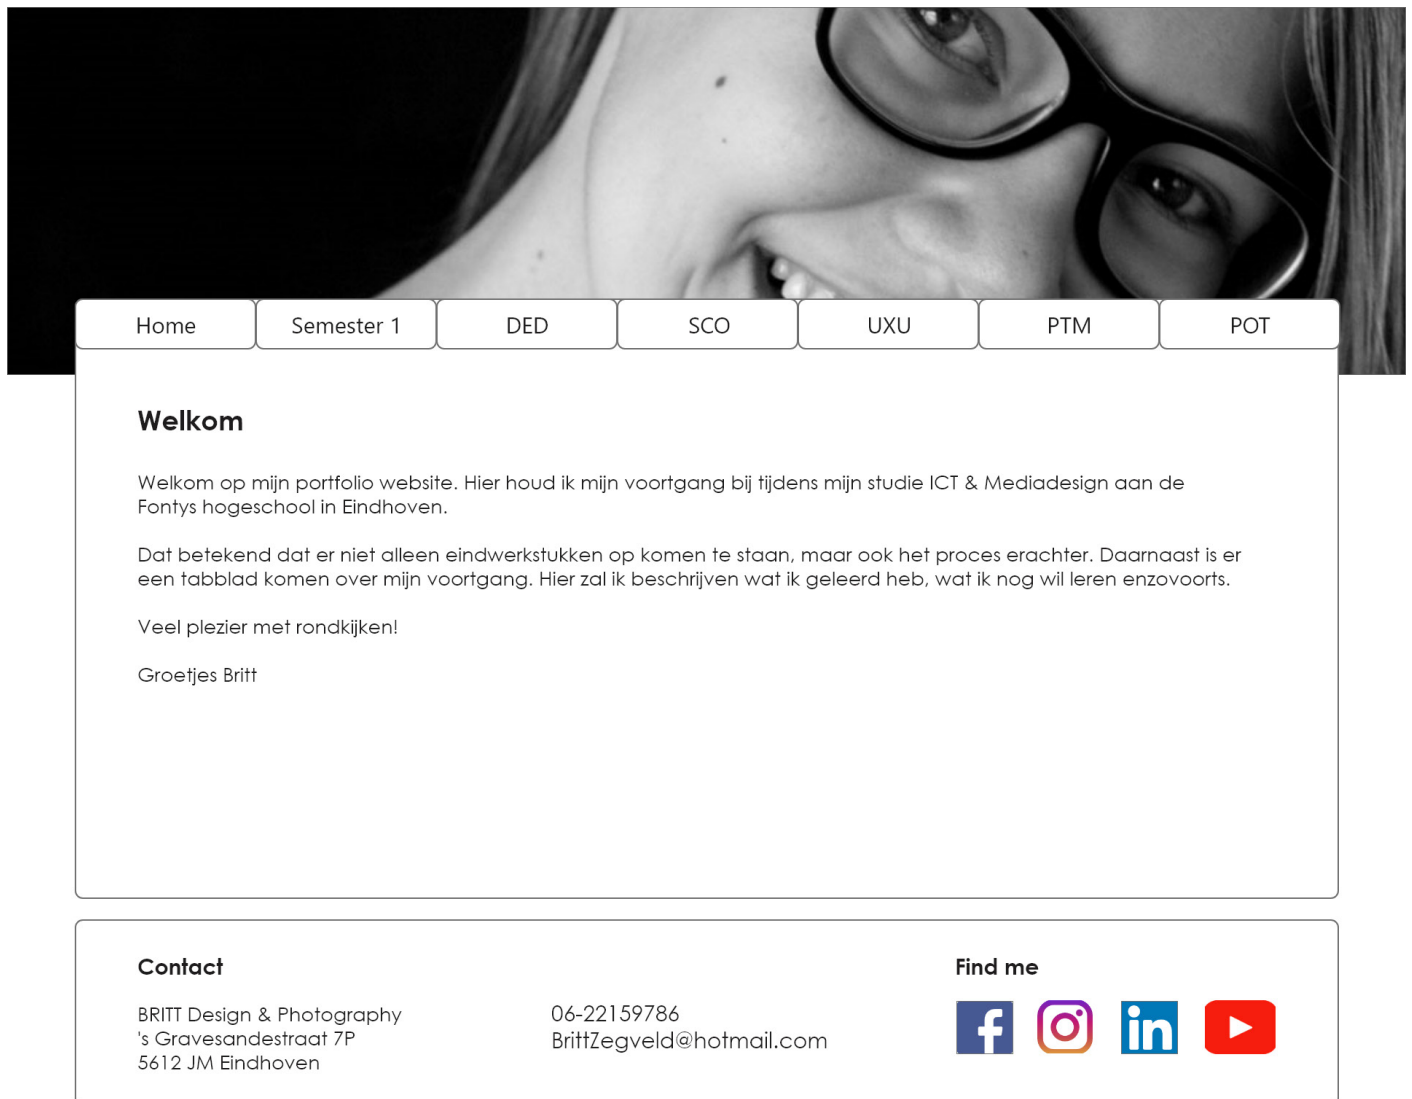 Home
Semester 1
DED
SCO
UXU
PTM
POT
Welkom
Welkom op mijn portfolio website. Hier houd ik mijn voortgang bij tijdens mijn studie ICT & Mediadesign aan de
Fontys hogeschool in Eindhoven.
Dat betekend dat er niet alleen eindwerkstukken op komen te staan, maar ook het proces erachter. Daarnaast is er
een tabblad komen over mijn voortgang. Hier zal ik beschrijven wat ik geleerd heb, wat ik nog wil leren enzovoorts.
Veel plezier met rondkijken!
Groetjes Britt
Contact
BRITT Design & Photography
's Gravesandestraat 7P
5612 JM Eindhoven
06-22159786
BrittZegveld@hotmail.com
Find me
f
in